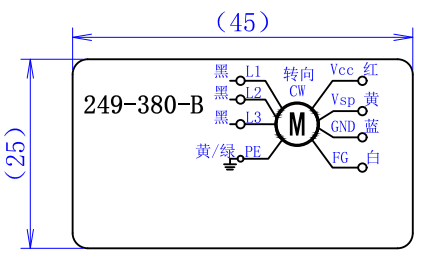 (45)
(25)
249-380-B
黑 L1
黑 L2
黑 L3
黄/绿 PE
转向
CW
M
Vcc 红
Vsp 黄
GND 蓝
FG 白